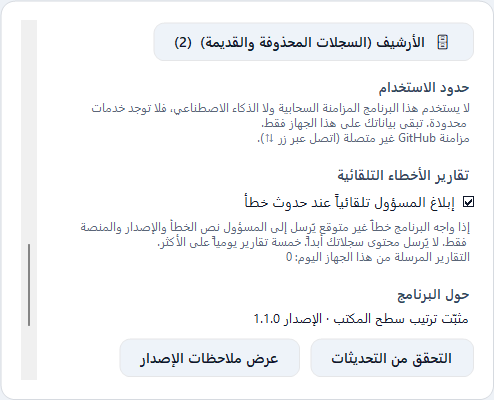 الأرشيف (السجلات المحذوفة والقديمة) (2)
حدود الاستخدام
لا يستخدم هذا البرنامج المزامنة السحابية ولا الذكاء الاصطناعي، فلا توجد خدمات
محدودة. تبقى بياناتك على هذا الجهاز فقط.
مزامنة GitHub غير متصلة (اتصل عبر زر ⇅).
تقارير الأخطاء التلقائية
إبلاغ المسؤول تلقائياً عند حدوث خطأ
إذا واجه البرنامج خطأً غير متوقع يُرسل إلى المسؤول نص الخطأ والإصدار والمنصة
فقط. لا يُرسل محتوى سجلاتك أبداً. خمسة تقارير يومياً على الأكثر.
التقارير المرسلة من هذا الجهاز اليوم: 0
حول البرنامج
مثبّت ترتيب سطح المكتب · الإصدار 1.1.0
التحقق من التحديثات
عرض ملاحظات الإصدار